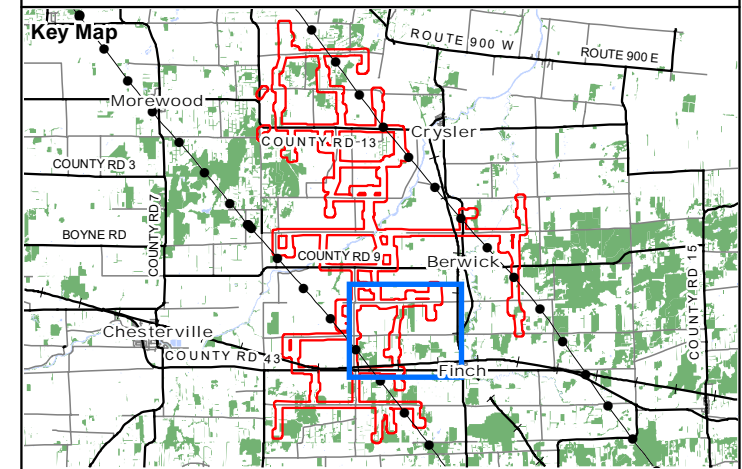 Key Map
ROUTE 900 W
ROUTE 900 E
Morewood
Crysler
COUNTY RD 13
COUNTY RD 3
COUNTY RD 7
BOYNE RD
COUNTY RD 9
Berwick
COUNTY RD 15
Chesterville
COUNTY RD 43
Finch